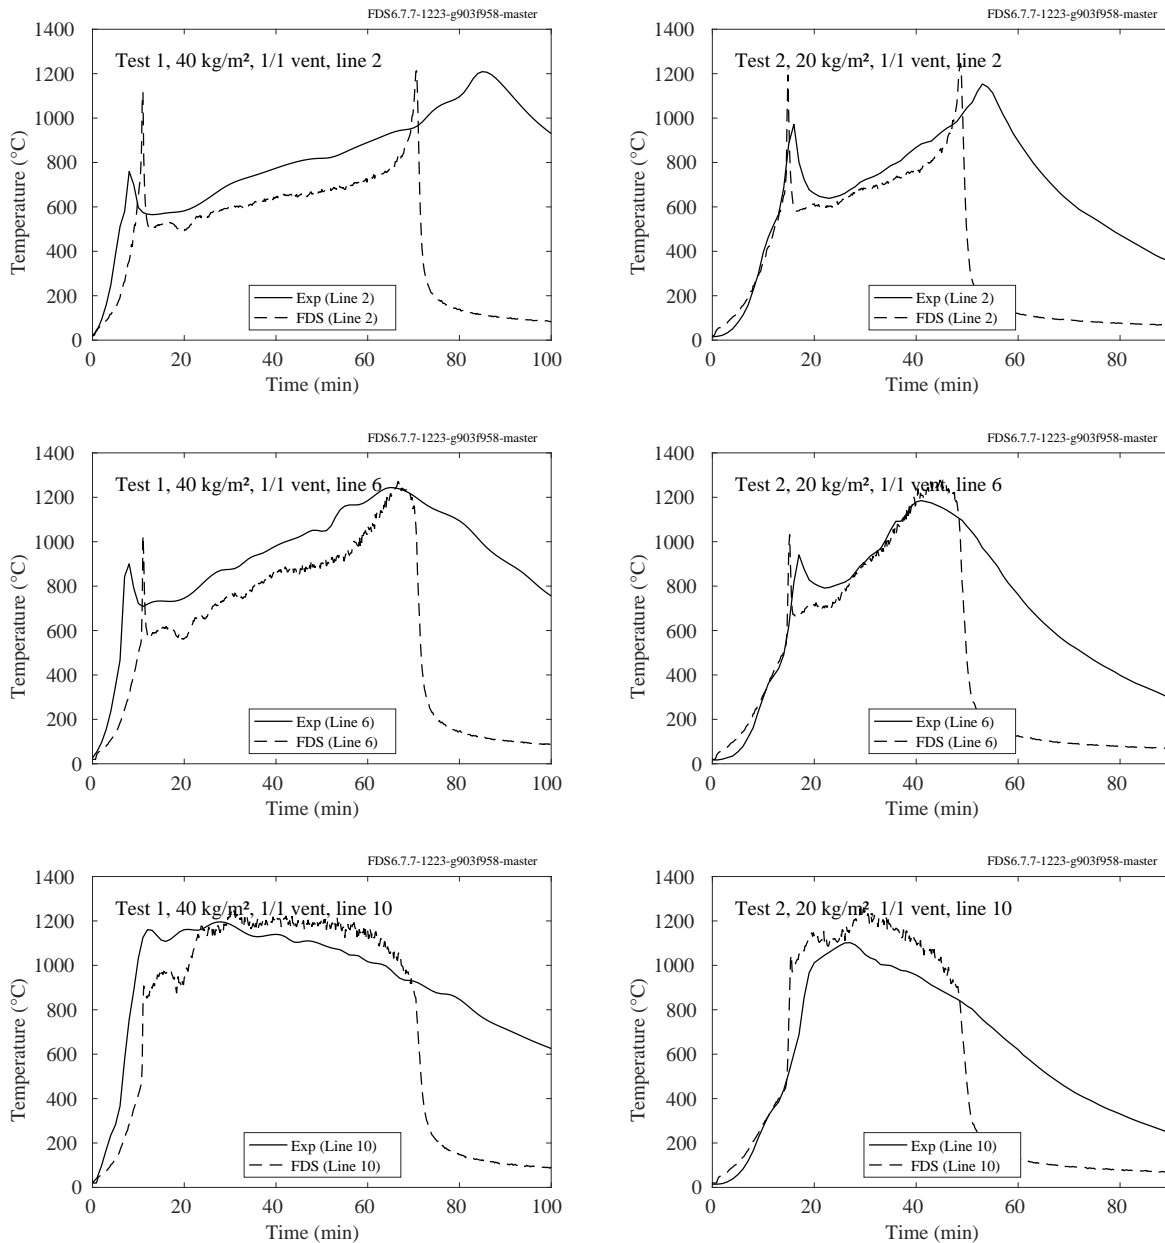 FDS6.7.7-1223-g903f958-master
Test 1, 40 kg/m², 1/1 vent, line 2
Temperature (°C)
1400
1200
1000
800
600
400
200
0
Exp (Line 2)
FDS (Line 2)
0 20 40 60 80 100
Time (min)
FDS6.7.7-1223-g903f958-master
Test 2, 20 kg/m², 1/1 vent, line 2
Temperature (°C)
1400
1200
1000
800
600
400
200
0
Exp (Line 2)
FDS (Line 2)
0 20 40 60 80
Time (min)
FDS6.7.7-1223-g903f958-master
Test 1, 40 kg/m², 1/1 vent, line 6
Temperature (°C)
1400
1200
1000
800
600
400
200
0
Exp (Line 6)
FDS (Line 6)
0 20 40 60 80 100
Time (min)
FDS6.7.7-1223-g903f958-master
Test 2, 20 kg/m², 1/1 vent, line 6
Temperature (°C)
1400
1200
1000
800
600
400
200
0
Exp (Line 6)
FDS (Line 6)
0 20 40 60 80
Time (min)
FDS6.7.7-1223-g903f958-master
Test 1, 40 kg/m², 1/1 vent, line 10
Temperature (°C)
1400
1200
1000
800
600
400
200
0
Exp (Line 10)
FDS (Line 10)
0 20 40 60 80 100
Time (min)
FDS6.7.7-1223-g903f958-master
Test 2, 20 kg/m², 1/1 vent, line 10
Temperature (°C)
1400
1200
1000
800
600
400
200
0
Exp (Line 10)
FDS (Line 10)
0 20 40 60 80
Time (min)